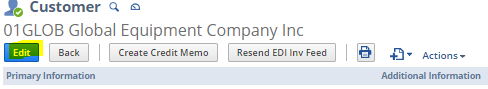 Customer
01GLOB Global Equipment Company Inc
Edit Back Create Credit Memo Resend EDI Inv Feed Actions
Primary Information Additional Information